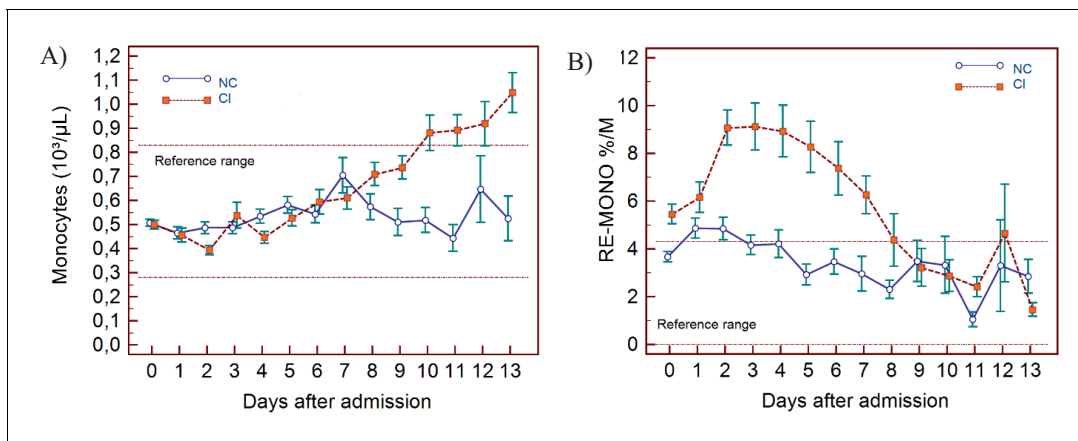 A)
Monocytes (10³/µL)
1,2
1,1
1,0
0,9
0,8
0,7
0,6
0,5
0,4
0,3
0,2
0,1
0,0
NC
CI
Reference range
0 1 2 3 4 5 6 7 8 9 10 11 12 13
Days after admission
B)
RE-MONO %/M
12
10
8
6
4
2
0
NC
CI
Reference range
0 1 2 3 4 5 6 7 8 9 10 11 12 13
Days after admission